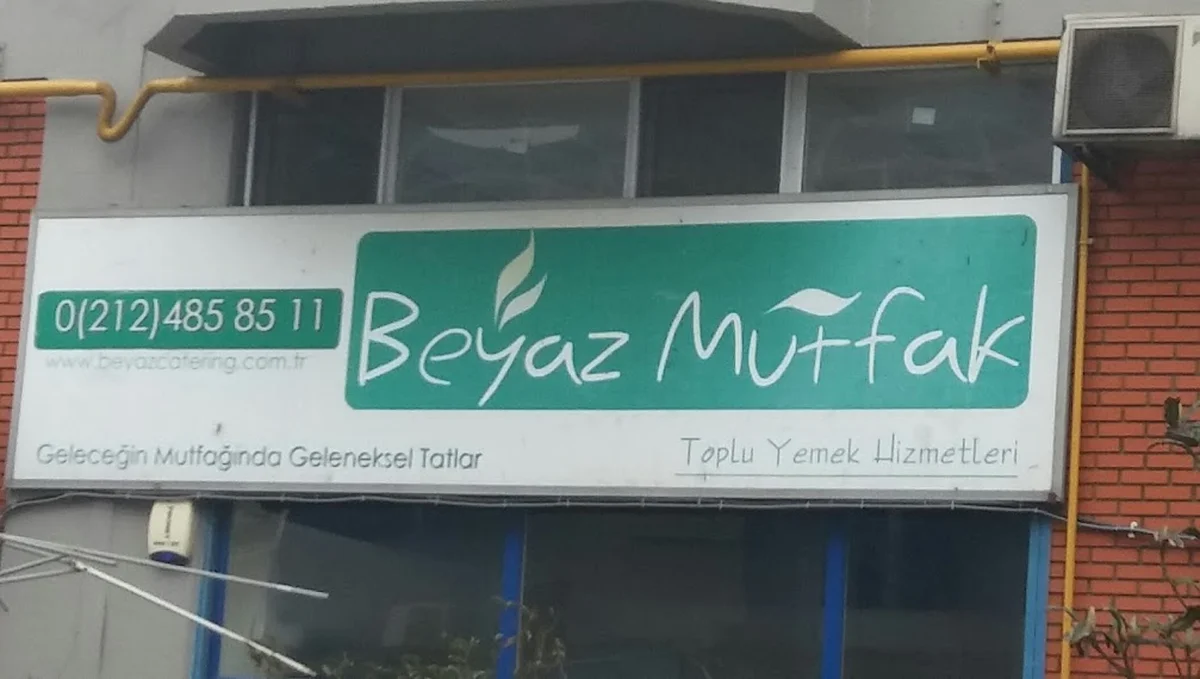 0(212)485 85 11
www.beyazcatering.com.tr
Beyaz Mutfak
Geleceğin Mutfağında Geleneksel Tatlar
Toplu Yemek Hizmetleri